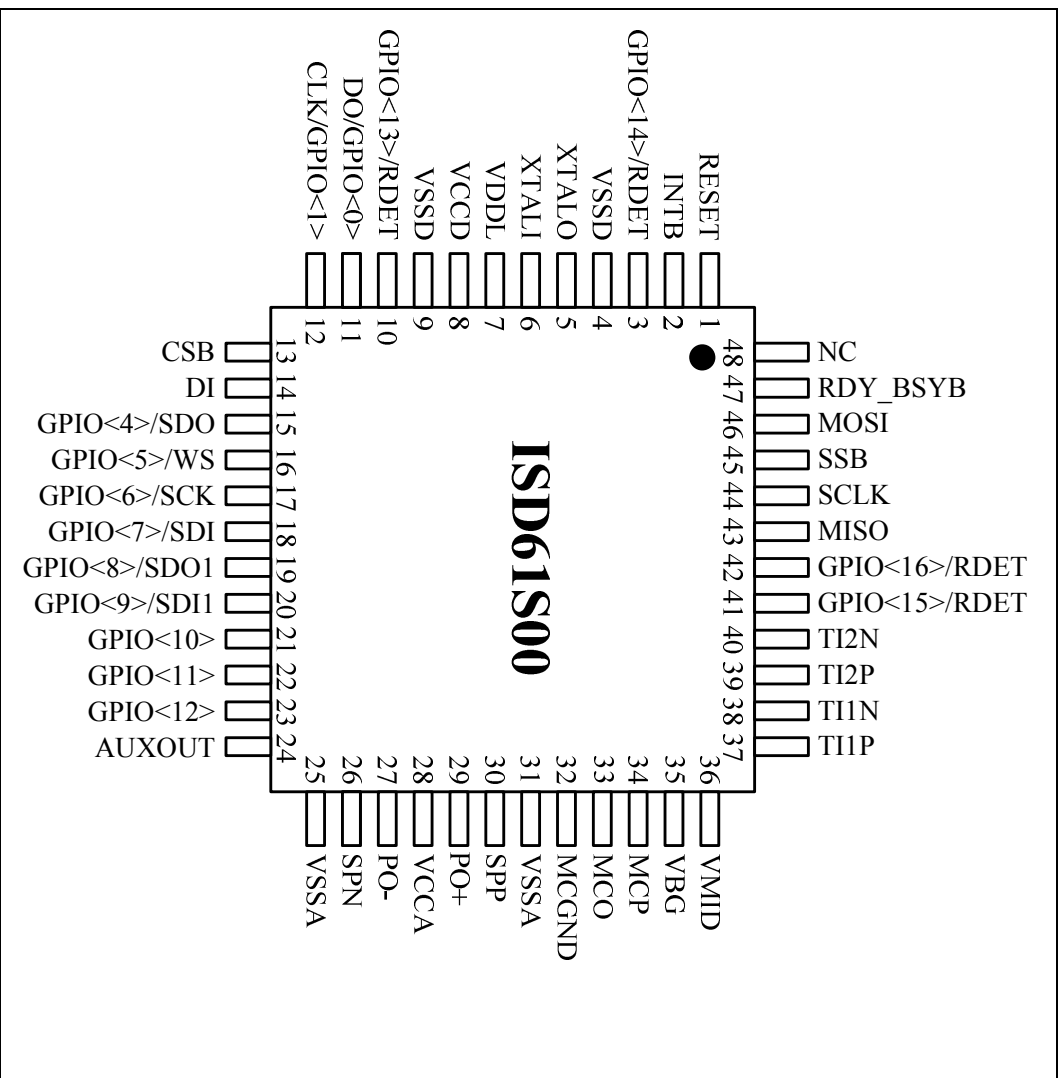 CLK/GPIO<1>
DO/GPIO<0>
GPIO<13>/RDET
VSSD
VCCD
VDDL
XTALI
XTALO
VSSD
GPIO<14>/RDET
INTB
RESET
12
11
10
9
8
7
6
5
4
3
2
1
CSB 13
DI 14
GPIO<4>/SDO 15
GPIO<5>/WS 16
GPIO<6>/SCK 17
GPIO<7>/SDI 18
GPIO<8>/SDO1 19
GPIO<9>/SDI1 20
GPIO<10> 21
GPIO<11> 22
GPIO<12> 23
AUXOUT 24
ISD61S00
48 NC
47 RDY_BSYB
46 MOSI
45 SSB
44 SCLK
43 MISO
42 GPIO<16>/RDET
41 GPIO<15>/RDET
40 TI2N
39 TI2P
38 TI1N
37 TI1P
25
26
27
28
29
30
31
32
33
34
35
36
VSSA
SPN
PO-
VCCA
PO+
SPP
VSSA
MCGND
MCO
MCP
VBG
VMID